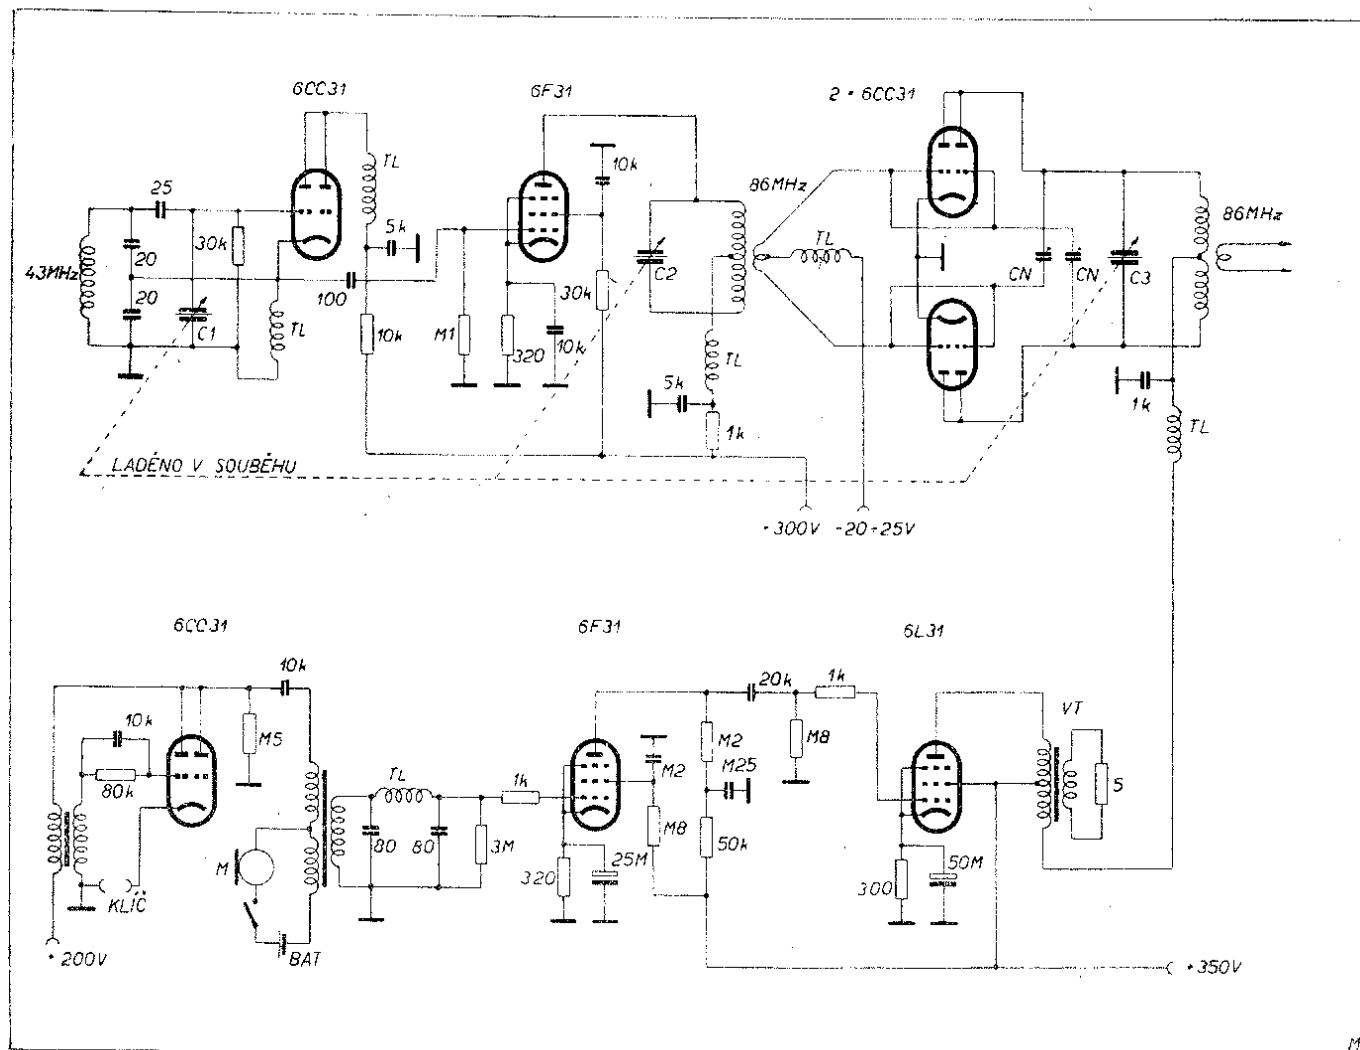 6CC31
6F31
2 × 6CC31
TL
10k
25
86MHz
86MHz
5k
TL
30k
20
43MHz
C2
CN
CN
C3
20
100
30k
C1
TL
10k
M1
320
10k
TL
5k
1k
1k
TL
LADĚNO V SOUBĚHU
+300V
-20÷25V
6CC31
6F31
6L31
10k
20k
1k
10k
M5
VT
M2
M8
TL
M2
M25
80k
1k
5
80
80
3M
M8
50k
M
320
25M
300
50M
KLÍČ
+200V
BAT
+350V
M